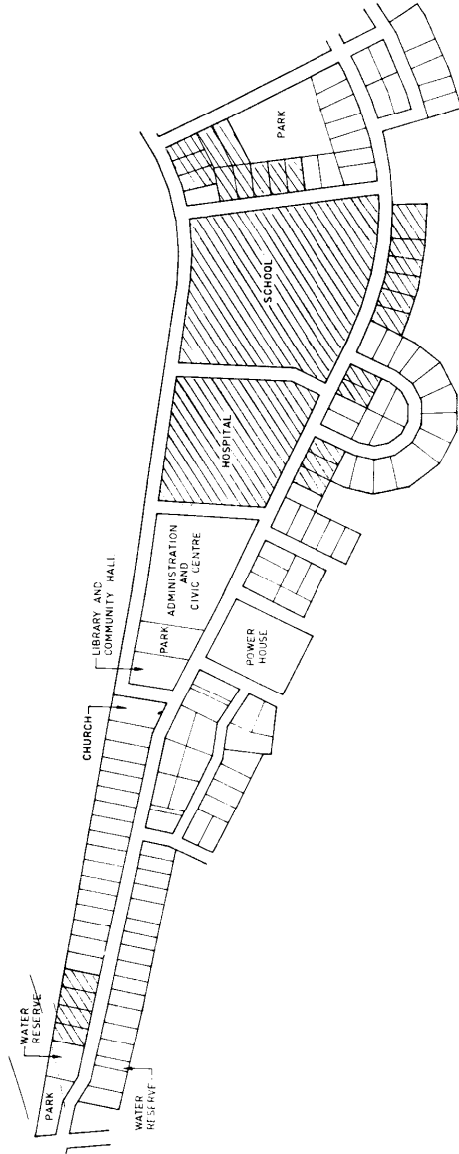 PARK
WATER
RESERVE
WATER
RESERVE
CHURCH
LIBRARY AND
COMMUNITY HALL
PARK
ADMINISTRATION
AND
CIVIC CENTRE
POWER
HOUSE
HOSPITAL
SCHOOL
PARK